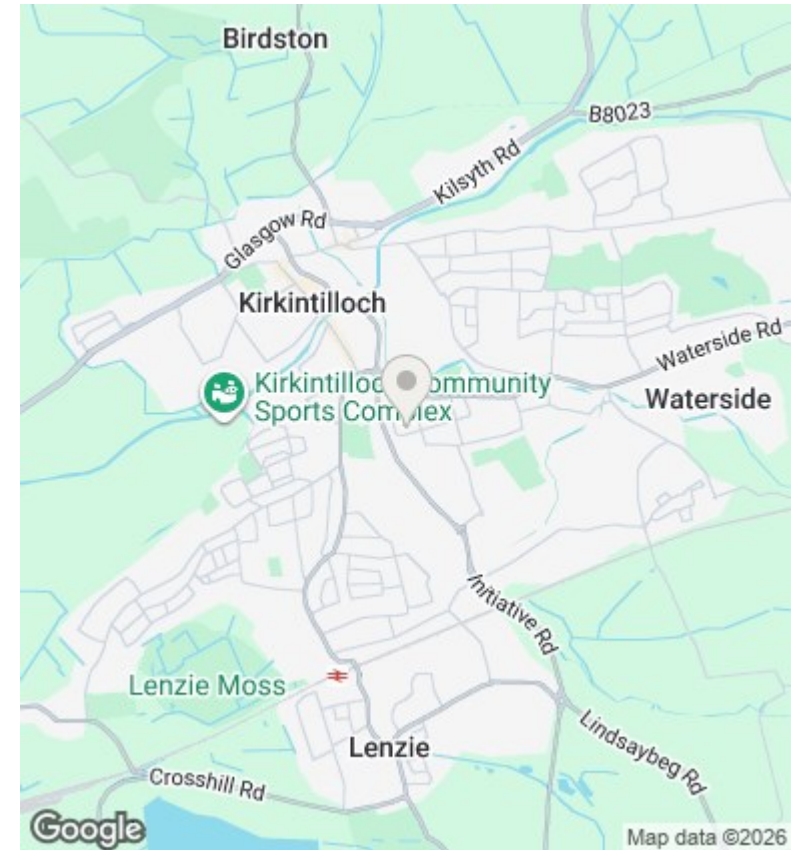 Birdston
B8023
Kilsyth Rd
Glasgow Rd
Kirkintilloch
Waterside Rd
Kirkintilloch Community
Sports Complex
Waterside
Initiative Rd
Lenzie Moss
Lenzie
Lindsaybeg Rd
Crosshill Rd
Google
Map data ©2026